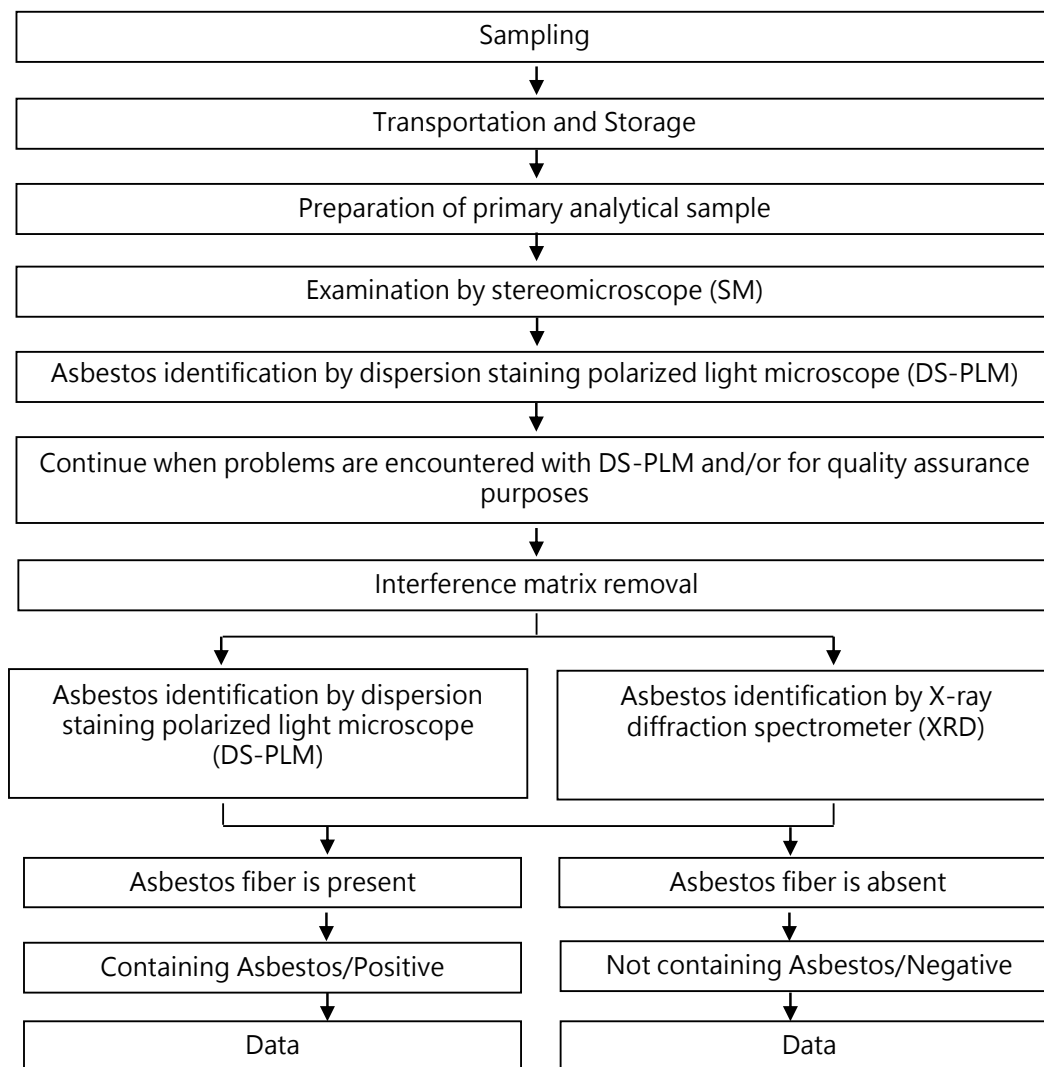 Sampling
Transportation and Storage
Preparation of primary analytical sample
Examination by stereomicroscope (SM)
Asbestos identification by dispersion staining polarized light microscope (DS-PLM)
Continue when problems are encountered with DS-PLM and/or for quality assurance
purposes
Interference matrix removal
Asbestos identification by dispersion
staining polarized light microscope
(DS-PLM)
Asbestos identification by X-ray
diffraction spectrometer (XRD)
Asbestos fiber is present
Asbestos fiber is absent
Containing Asbestos/Positive
Not containing Asbestos/Negative
Data
Data